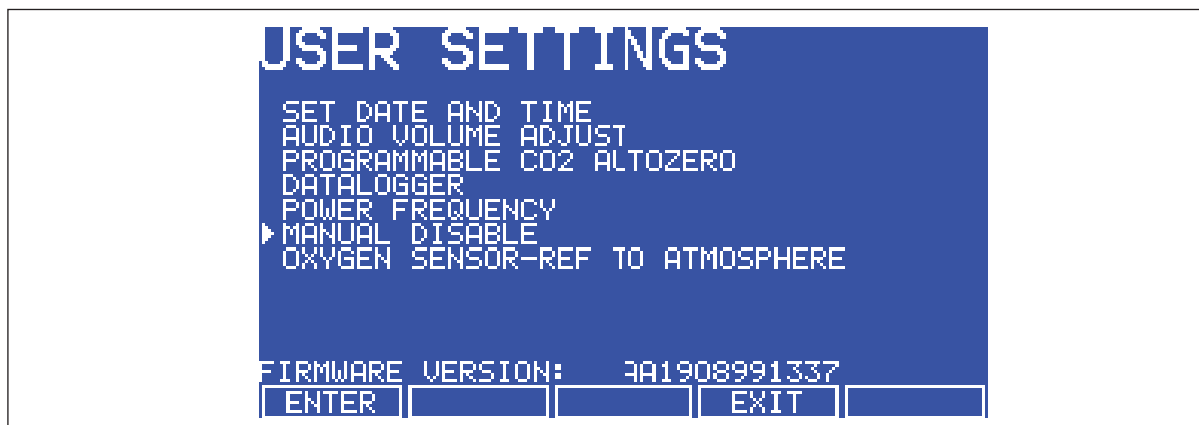 USER SETTINGS
SET DATE AND TIME
AUDIO VOLUME ADJUST
PROGRAMMABLE CO2 ALTOZERO
DATALOGGER
POWER FREQUENCY
MANUAL DISABLE
OXYGEN SENSOR-REF TO ATMOSPHERE
FIRMWARE VERSION: AA1908991337
ENTER EXIT